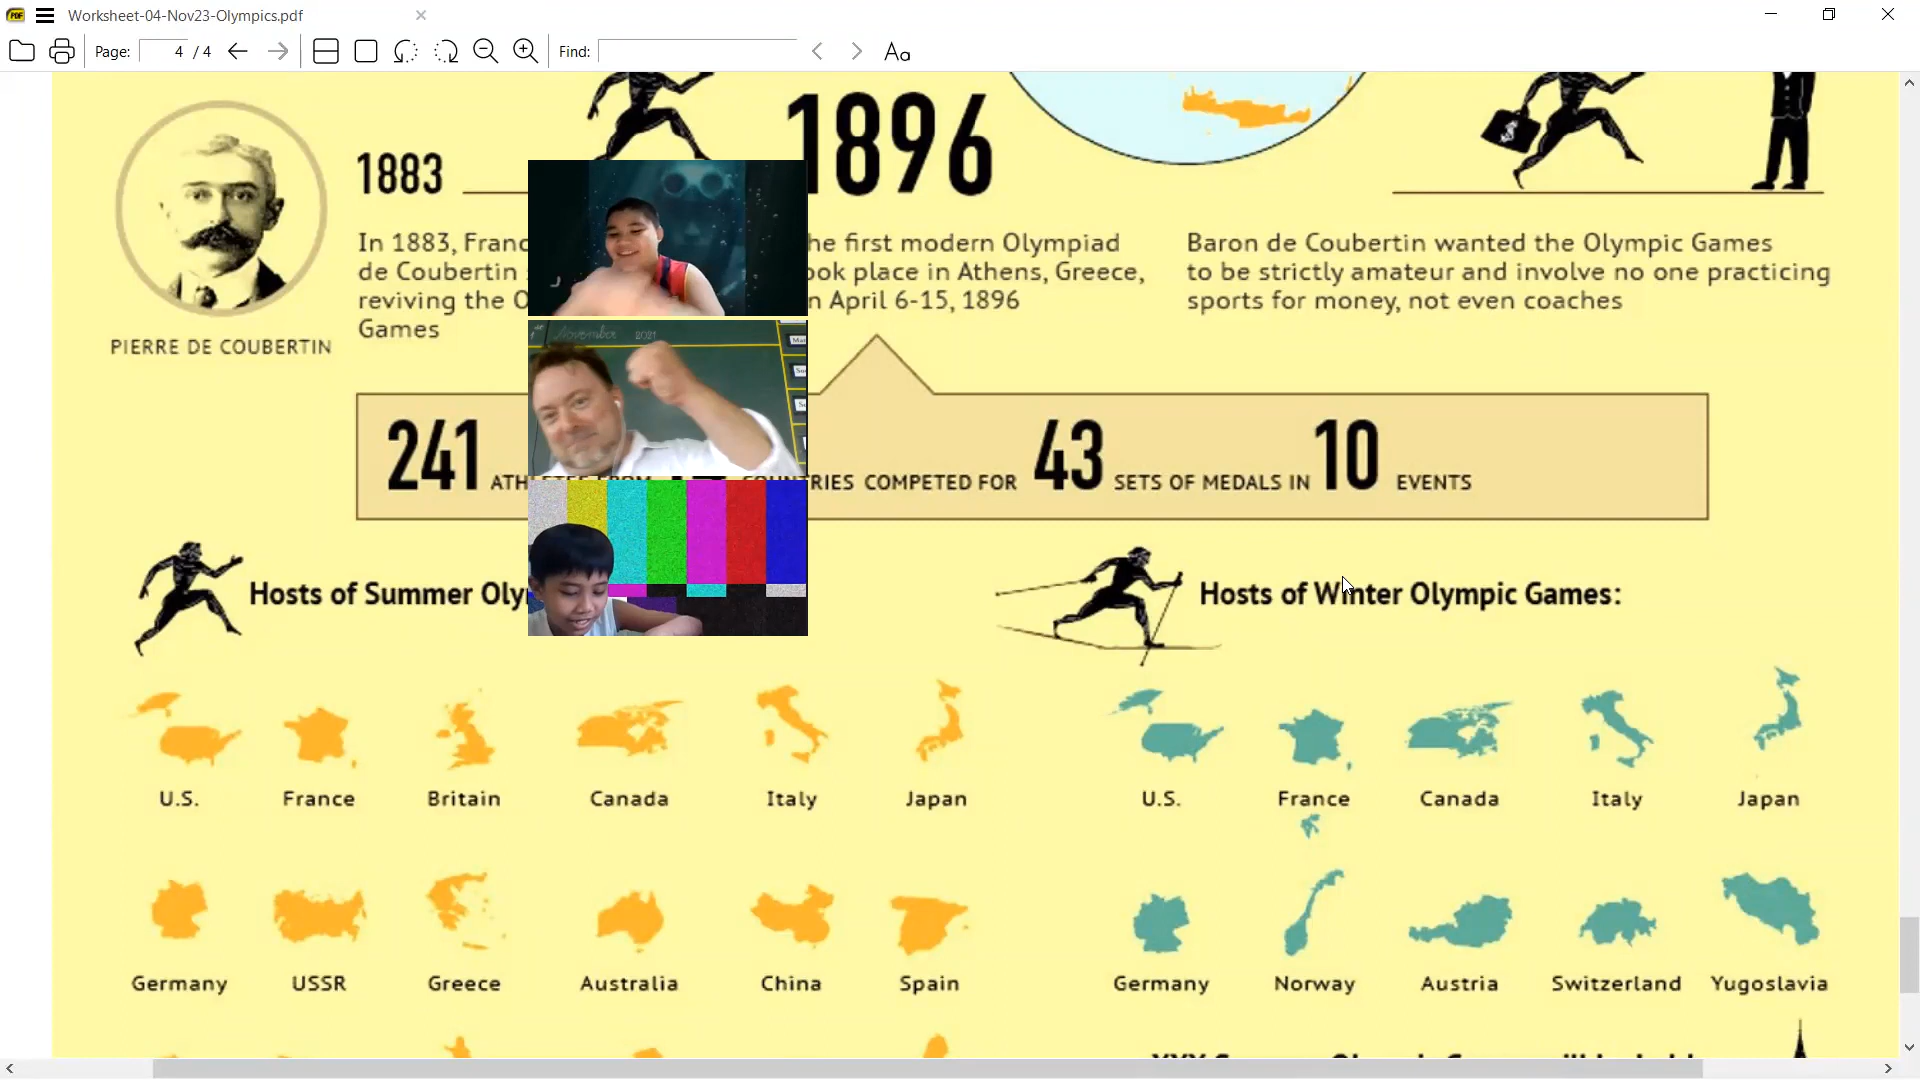 Worksheet-04-Nov23-Olympics.pdf
Page: 4 / 4
Find:
Aa
1883
1896
In 1883, Franc
de Coubertin
reviving the O
Games
he first modern Olympiad
ook place in Athens, Greece,
n April 6-15, 1896
Baron de Coubertin wanted the Olympic Games
to be strictly amateur and involve no one practicing
sports for money, not even coaches
PIERRE DE COUBERTIN
November 2021
241 ATHLETES FROM COUNTRIES COMPETED FOR 43 SETS OF MEDALS IN 10 EVENTS
Hosts of Summer Oly
Hosts of Winter Olympic Games:
U.S. France Britain Canada Italy Japan
U.S. France Canada Italy Japan
Germany USSR Greece Australia China Spain
Germany Norway Austria Switzerland Yugoslavia